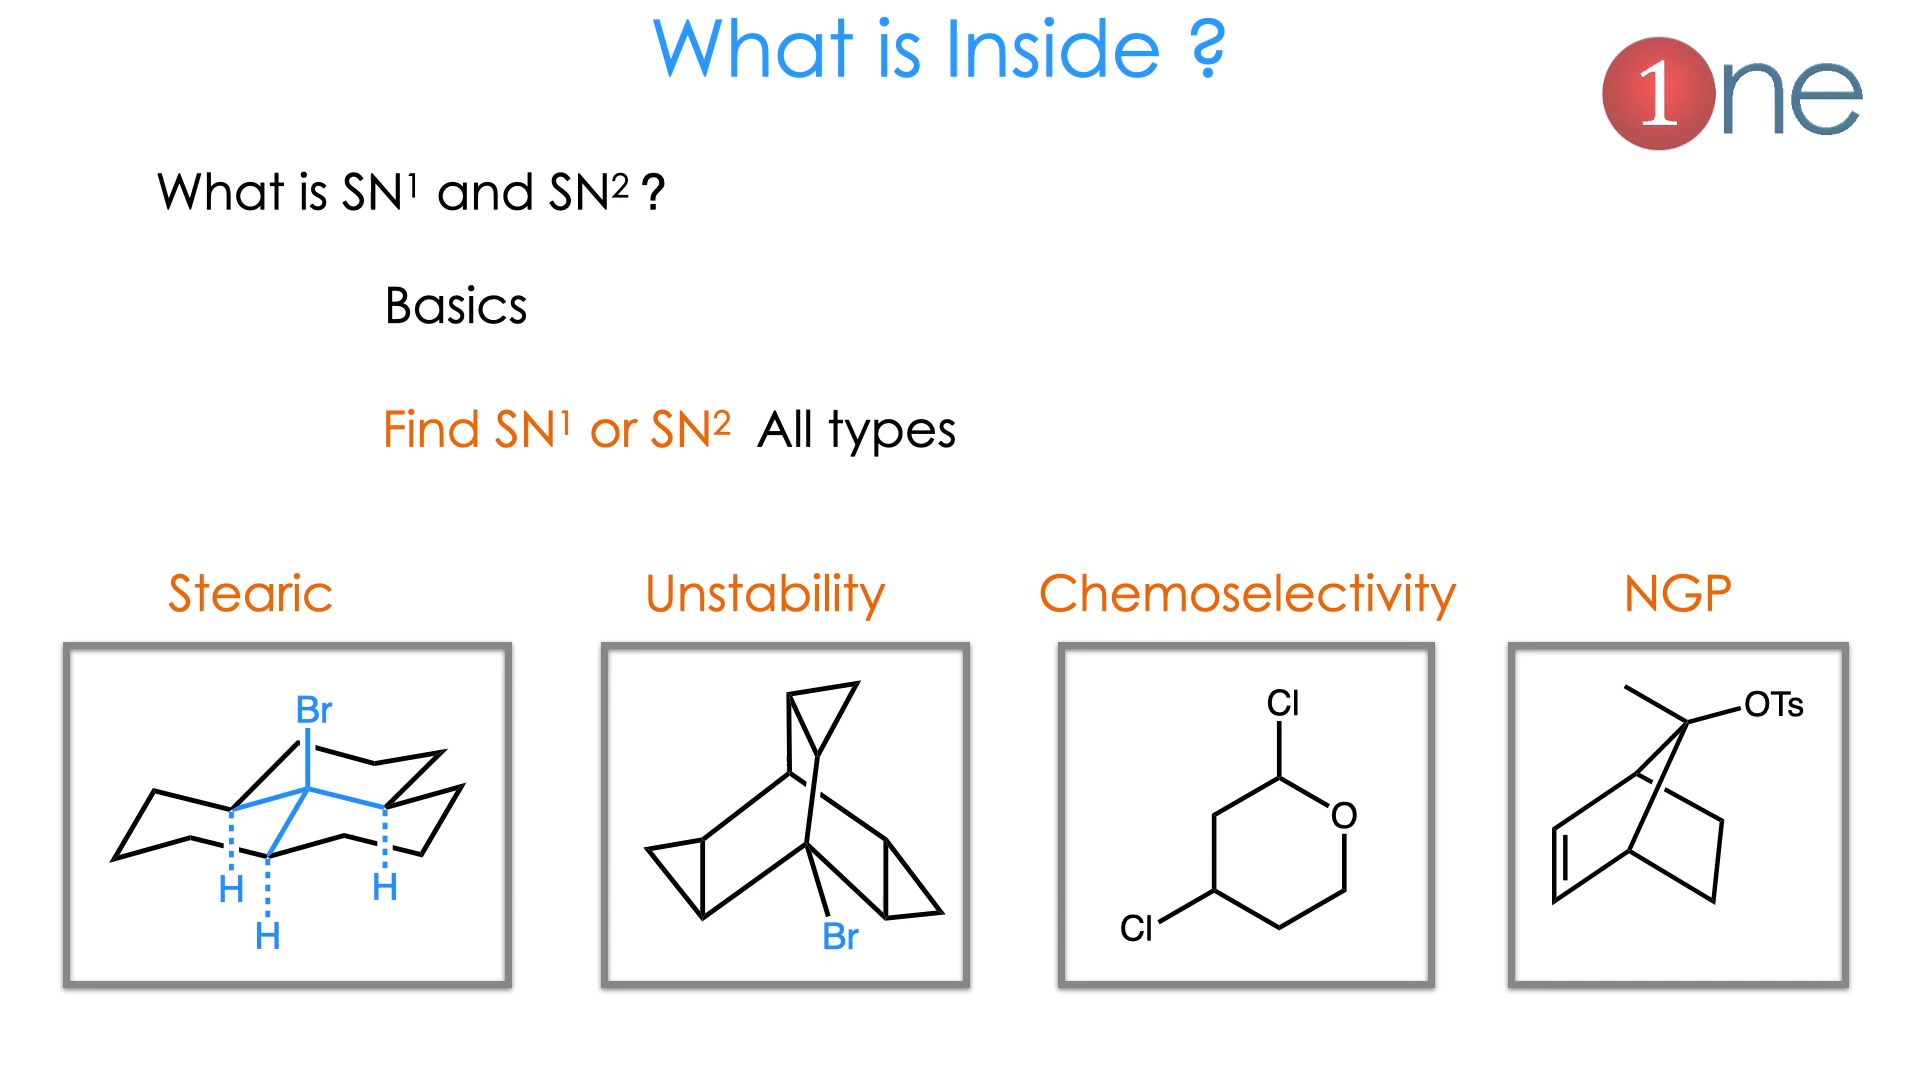 What is Inside ?
1ne
What is SN¹ and SN² ?
Basics
Find SN¹ or SN² All types
Stearic
Unstability
Chemoselectivity
NGP
Br
H
H
H
Br
Cl
O
Cl
OTs